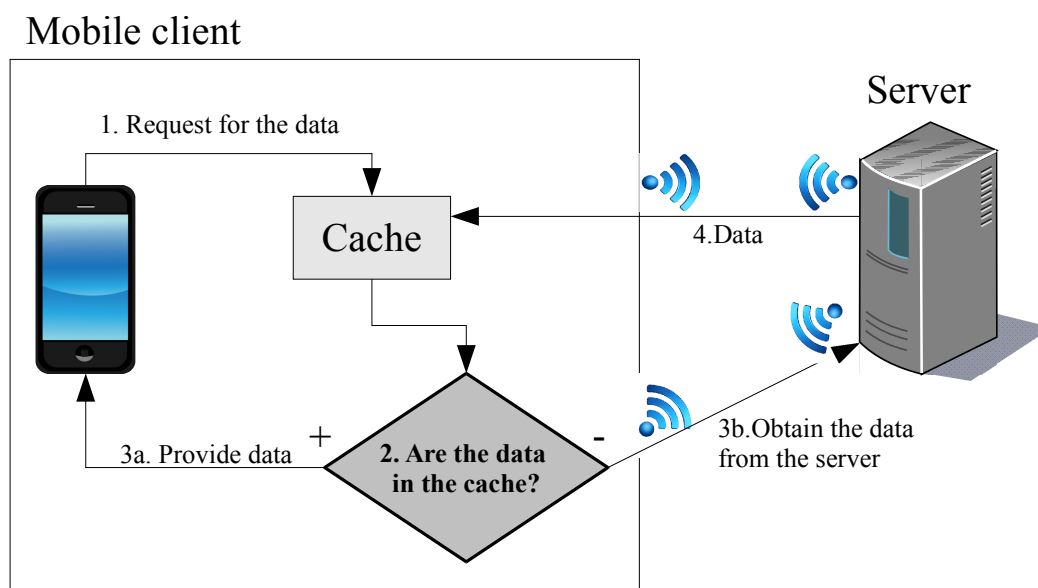 Mobile client
Server
1. Request for the data
Cache
4.Data
+
-
2. Are the data
in the cache?
3a. Provide data
3b.Obtain the data
from the server